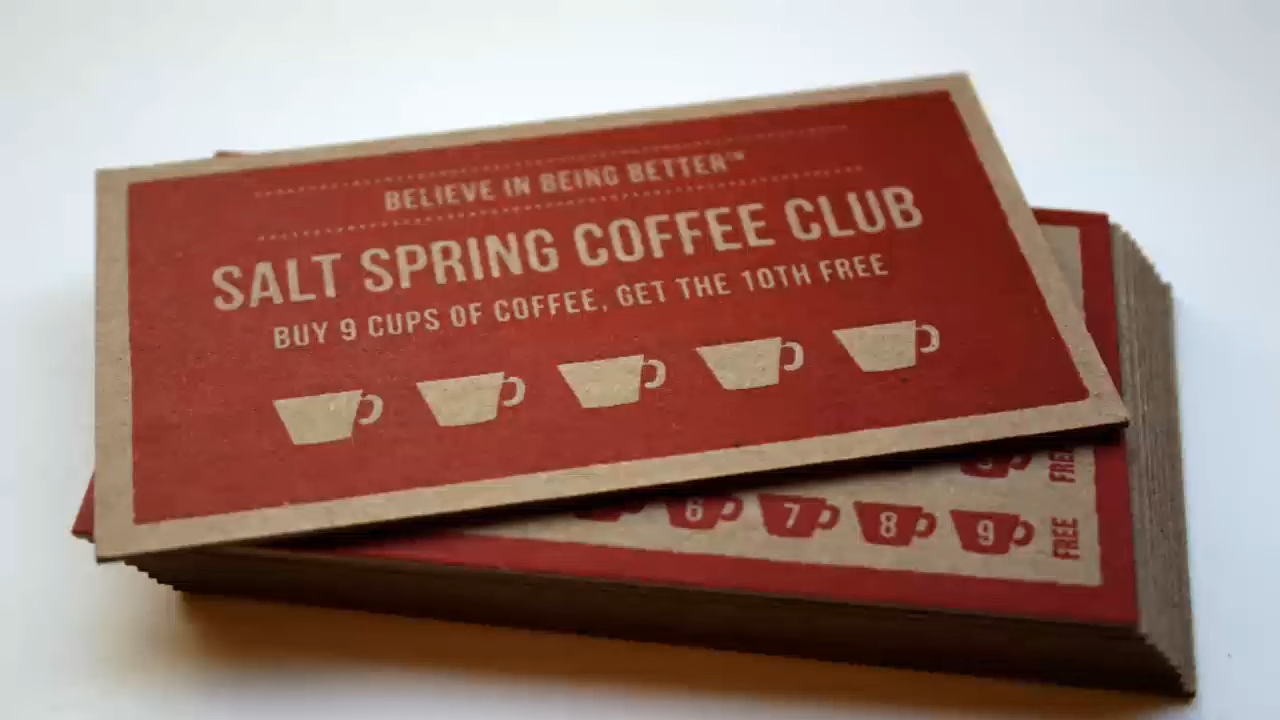 BELIEVE IN BEING BETTER™
SALT SPRING COFFEE CLUB
BUY 9 CUPS OF COFFEE, GET THE 10TH FREE
FREE
6 7 8 9 FREE